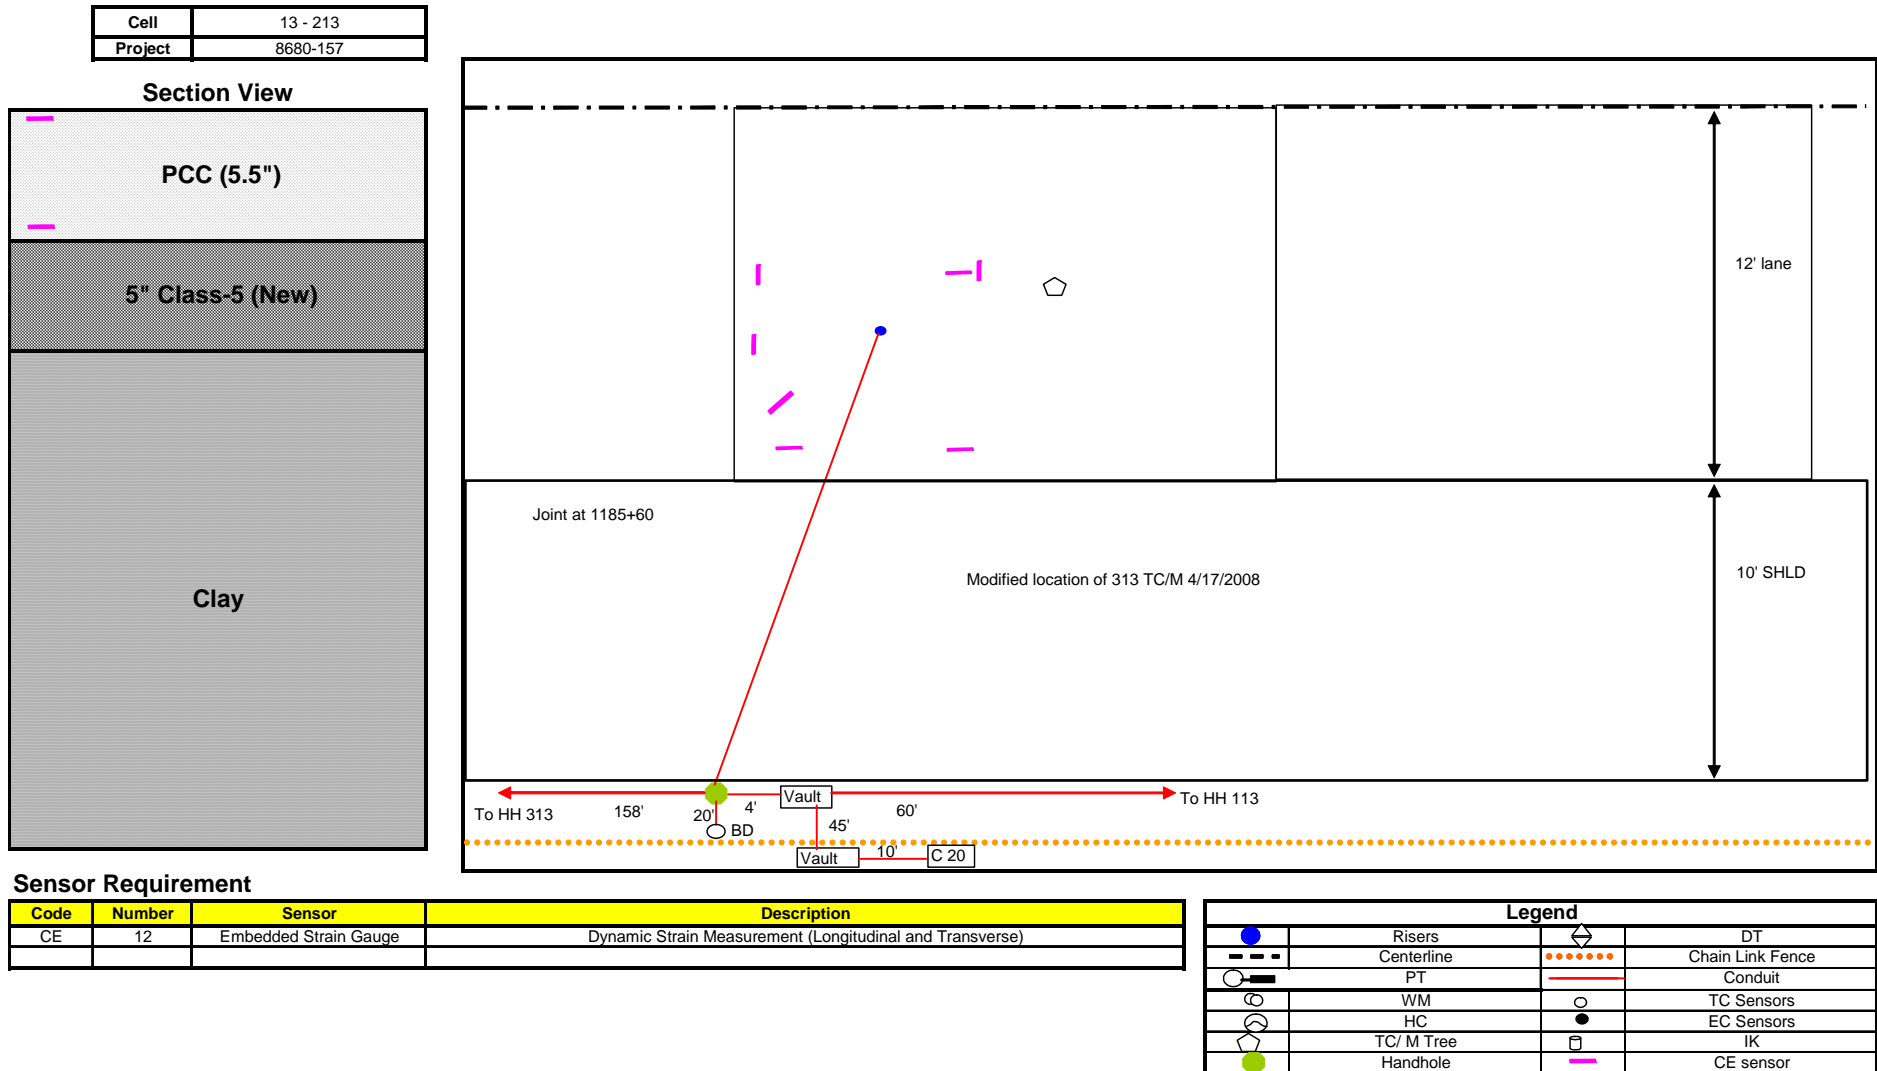 Cell 13 - 213
Project 8680-157
Section View
PCC (5.5")
5" Class-5 (New)
Clay
12' lane
Joint at 1185+60
Modified location of 313 TC/M 4/17/2008
10' SHLD
To HH 313
158'
20'
4'
Vault
60'
To HH 113
BD
45'
Vault
10'
C 20
Sensor Requirement
Code Number Sensor Description
CE 12 Embedded Strain Gauge Dynamic Strain Measurement (Longitudinal and Transverse)
Legend
Risers DT
Centerline Chain Link Fence
PT Conduit
WM TC Sensors
HC EC Sensors
TC/ M Tree IK
Handhole CE sensor